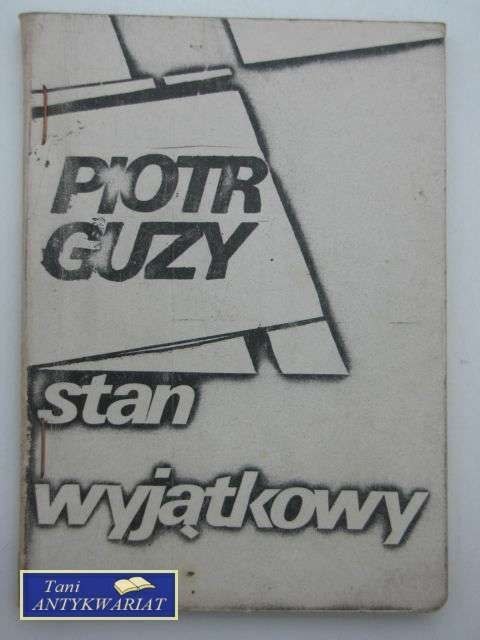 PIOTR
GUZY
stan
wyjątkowy
Tani
ANTYKWARIAT